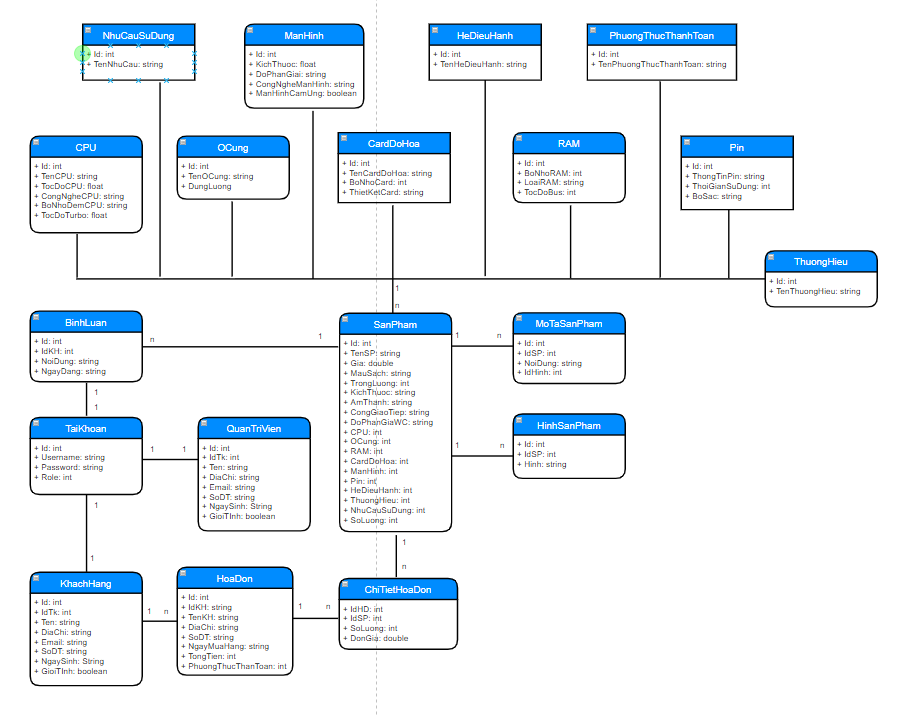 NhuCauSuDung
+ Id: int
+ TenNhuCau: string
ManHinh
+ Id: int
+ KichThuoc: float
+ DoPhanGiai: string
+ CongNgheManHinh: string
+ ManHinhCamUng: boolean
HeDieuHanh
+ Id: int
+ TenHeDieuHanh: string
PhuongThucThanhToan
+ Id: int
+ TenPhuongThucThanhToan: string
CPU
+ Id: int
+ TenCPU: string
+ TocDoCPU: float
+ CongNgheCPU: string
+ BoNhoDemCPU: string
+ TocDoTurbo: float
OCung
+ Id: int
+ TenOCung: string
+ DungLuong
CardDoHoa
+ Id: int
+ TenCardDoHoa: string
+ BoNhoCard: int
+ ThietKetCard: string
RAM
+ Id: int
+ BoNhoRAM: int
+ LoaiRAM: string
+ TocDoBus: int
Pin
+ Id: int
+ ThongTinPin: string
+ ThoiGianSuDung: int
+ BoSac: string
ThuongHieu
+ Id: int
+ TenThuongHieu: string
1
n
BinhLuan
+ Id: int
+ IdKH: int
+ NoiDung: string
+ NgayDang: string
n
1
SanPham
+ Id: int
+ TenSP: string
+ Gia: double
+ MauSach: string
+ TrongLuong: int
+ KichThuoc: string
+ AmThanh: string
+ CongGiaoTiep: string
+ DoPhanGiaWC: string
+ CPU: int
+ OCung: int
+ RAM: int
+ CardDoHoa: int
+ ManHinh: int
+ Pin: int
+ HeDieuHanh: int
+ ThuongHieu: int
+ NhuCauSuDung: int
+ SoLuong: int
1
n
MoTaSanPham
+ Id: int
+ IdSP: int
+ NoiDung: string
+ IdHinh: int
1
n
HinhSanPham
+ Id: int
+ IdSP: int
+ Hinh: string
1
1
TaiKhoan
+ Id: int
+ Username: string
+ Password: string
+ Role: int
1
1
QuanTriVien
+ Id: int
+ IdTk: int
+ Ten: string
+ DiaChi: string
+ Email: string
+ SoDT: string
+ NgaySinh: String
+ GioiTInh: boolean
1
1
KhachHang
+ Id: int
+ IdTk: int
+ Ten: string
+ DiaChi: string
+ Email: string
+ SoDT: string
+ NgaySinh: String
+ GioiTInh: boolean
1
n
HoaDon
+ Id: int
+ IdKH: string
+ TenKH: string
+ DiaChi: string
+ SoDT: string
+ NgayMuaHang: string
+ TongTien: int
+ PhuongThucThanToan: int
1
n
1
n
ChiTietHoaDon
+ IdHD: int
+ IdSP: int
+ SoLuong: int
+ DonGia: double